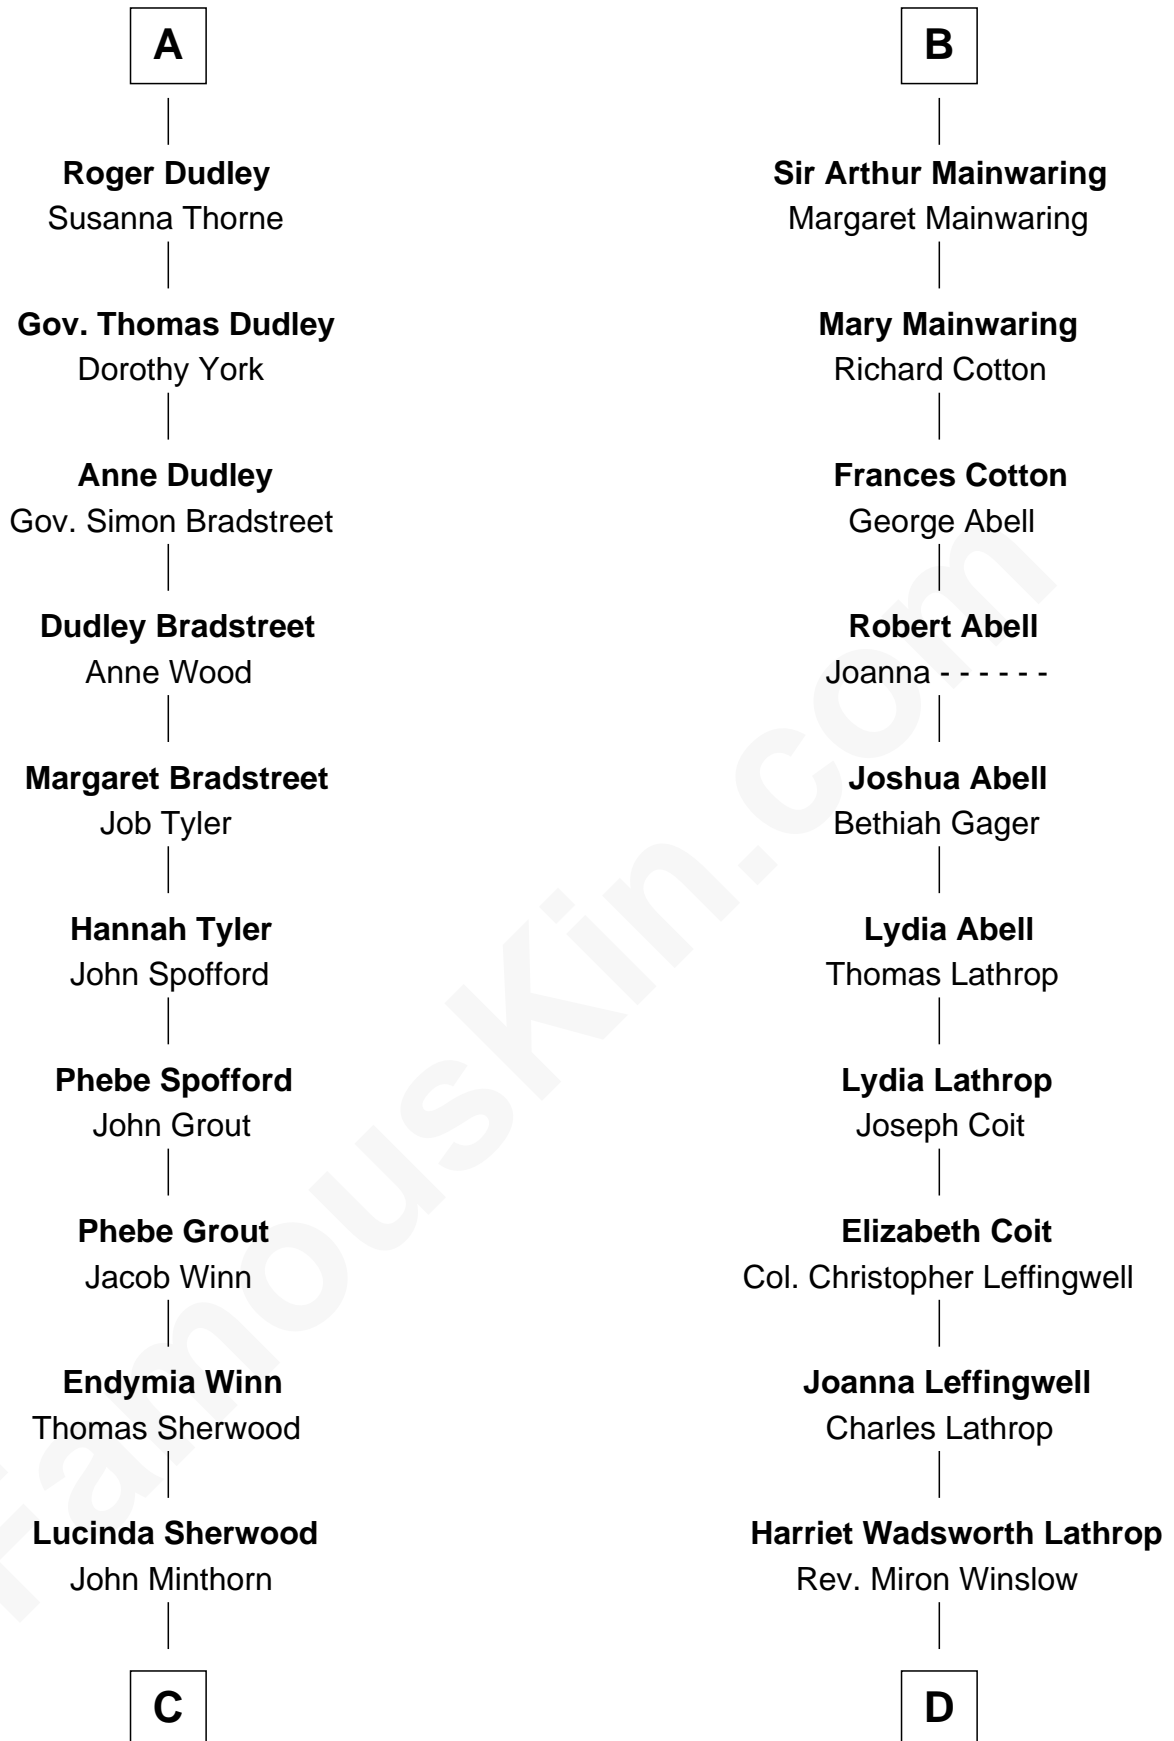 A
Roger Dudley
Susanna Thorne
Gov. Thomas Dudley
Dorothy York
Anne Dudley
Gov. Simon Bradstreet
Dudley Bradstreet
Anne Wood
Margaret Bradstreet
Job Tyler
Hannah Tyler
John Spofford
Phebe Spofford
John Grout
Phebe Grout
Jacob Winn
Endymia Winn
Thomas Sherwood
Lucinda Sherwood
John Minthorn
C
B
Sir Arthur Mainwaring
Margaret Mainwaring
Mary Mainwaring
Richard Cotton
Frances Cotton
George Abell
Robert Abell
Joanna - - - - - -
Joshua Abell
Bethiah Gager
Lydia Abell
Thomas Lathrop
Lydia Lathrop
Joseph Coit
Elizabeth Coit
Col. Christopher Leffingwell
Joanna Leffingwell
Charles Lathrop
Harriet Wadsworth Lathrop
Rev. Miron Winslow
D
FamousKin.com